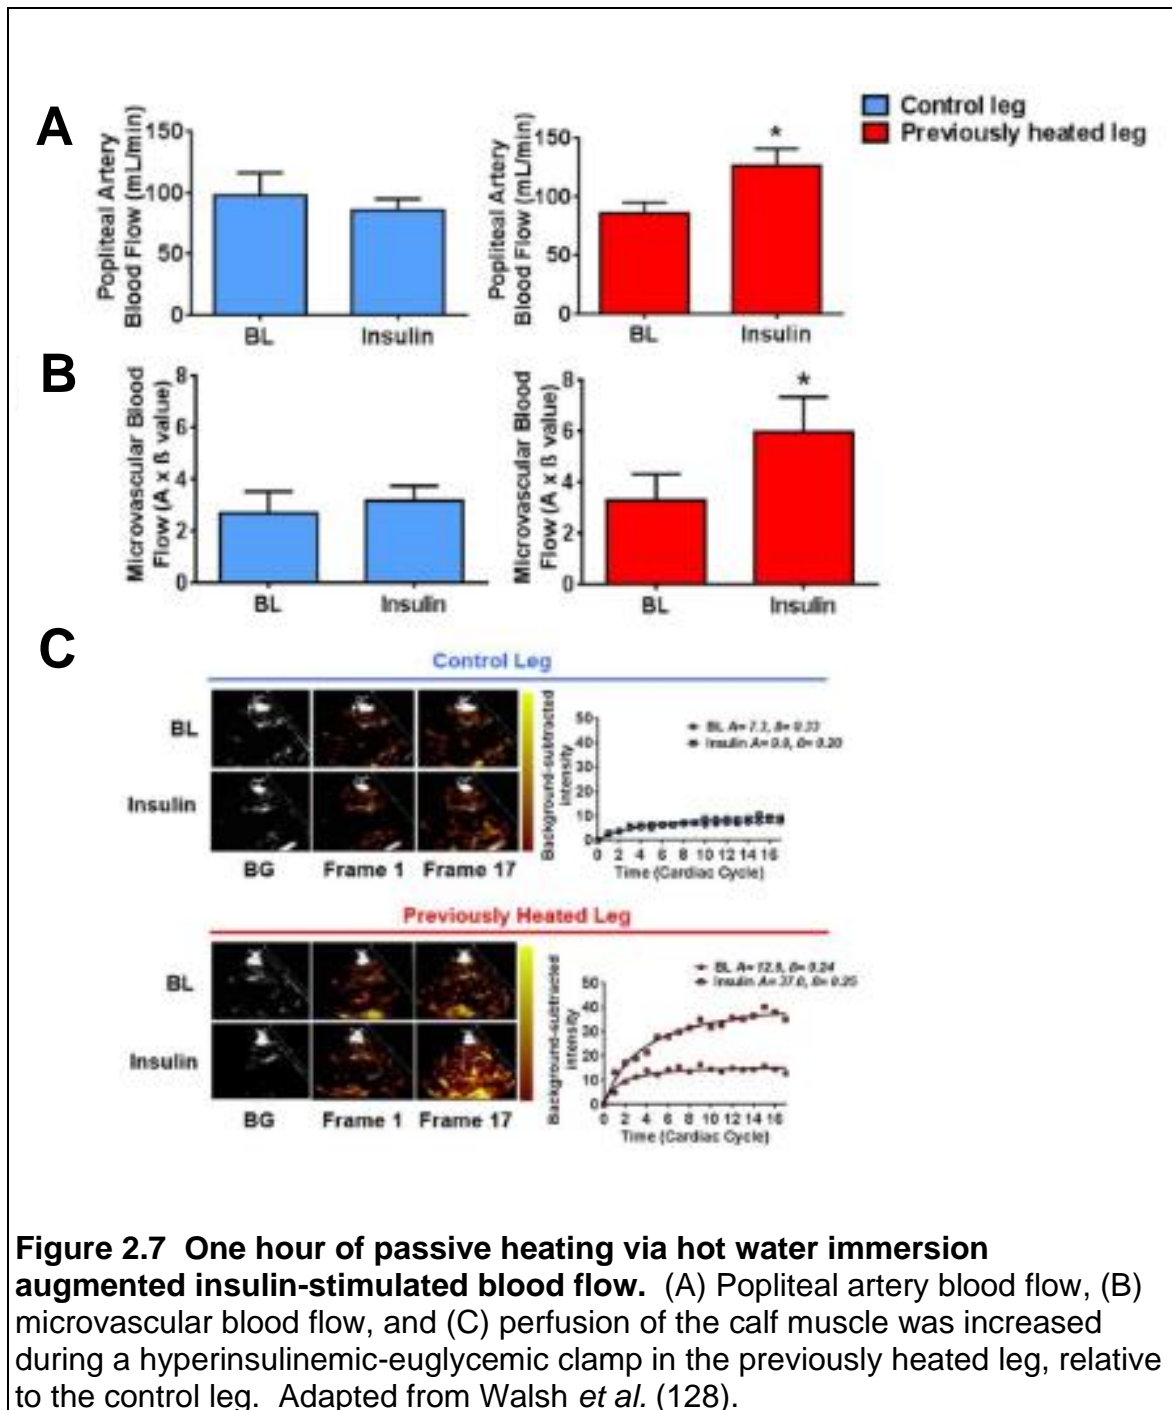 A
Popliteal Artery
Blood Flow (mL/min)
150
100
50
0
BL
Insulin
Popliteal Artery
Blood Flow (mL/min)
150
100
50
0
*
BL
Insulin
Control leg
Previously heated leg
B
Microvascular Blood
Flow (A x ß value)
8
6
4
2
0
BL
Insulin
Microvascular Blood
Flow (A x ß value)
8
6
4
2
0
*
BL
Insulin
C
Control Leg
BL
Insulin
BG
Frame 1
Frame 17
Background-subtracted
intensity
50
40
30
20
10
0
0 2 4 6 8 10 12 14 16
Time (Cardiac Cycle)
BL
Insulin
Previously Heated Leg
BL
Insulin
BG
Frame 1
Frame 17
Background-subtracted
intensity
50
40
30
20
10
0
0 2 4 6 8 10 12 14 16
Time (Cardiac Cycle)
BL
Insulin
Figure 2.7 One hour of passive heating via hot water immersion
augmented insulin-stimulated blood flow. (A) Popliteal artery blood flow, (B)
microvascular blood flow, and (C) perfusion of the calf muscle was increased
during a hyperinsulinemic-euglycemic clamp in the previously heated leg, relative
to the control leg. Adapted from Walsh et al. (128).